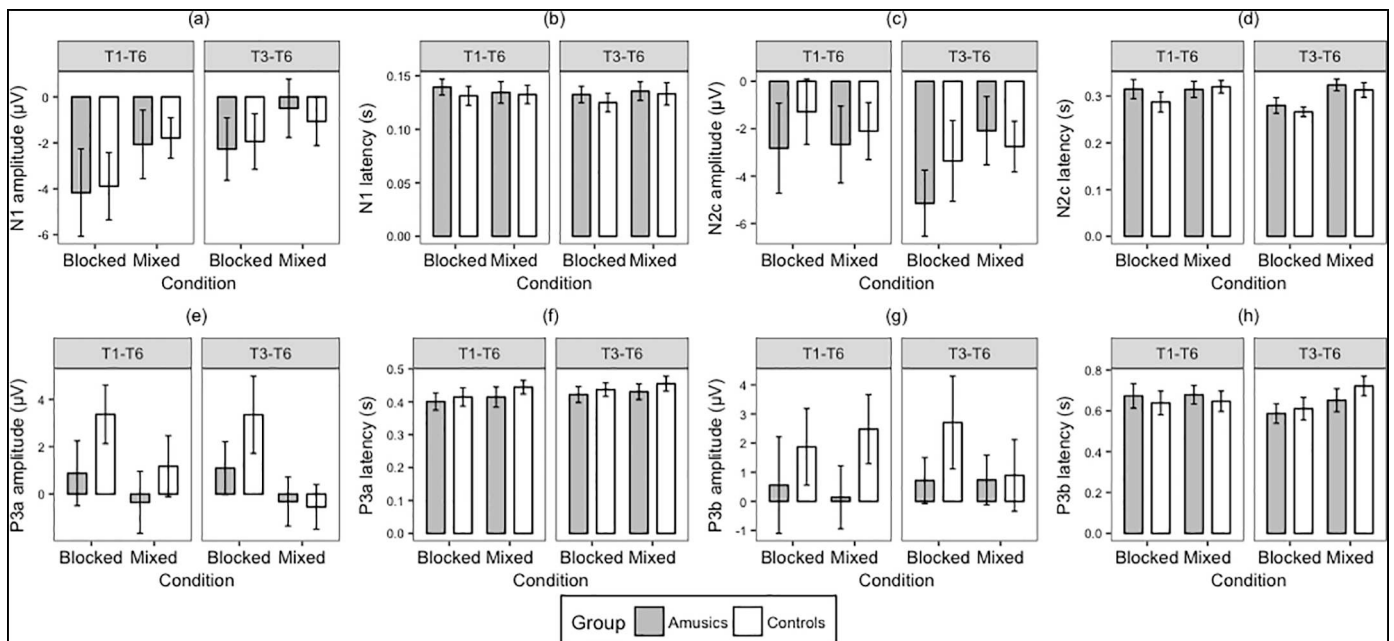 (a) (b) (c) (d)
T1-T6 T3-T6 T1-T6 T3-T6 T1-T6 T3-T6 T1-T6 T3-T6
N1 amplitude (µV)
0
-2
-4
-6
Blocked Mixed Blocked Mixed
Condition
N1 latency (s)
0.15
0.10
0.05
0.00
Blocked Mixed Blocked Mixed
Condition
N2c amplitude (µV)
0
-2
-4
-6
Blocked Mixed Blocked Mixed
Condition
N2c latency (s)
0.3
0.2
0.1
0.0
Blocked Mixed Blocked Mixed
Condition
(e) (f) (g) (h)
T1-T6 T3-T6 T1-T6 T3-T6 T1-T6 T3-T6 T1-T6 T3-T6
P3a amplitude (µV)
4
2
0
Blocked Mixed Blocked Mixed
Condition
P3a latency (s)
0.5
0.4
0.3
0.2
0.1
0.0
Blocked Mixed Blocked Mixed
Condition
P3b amplitude (µV)
4
3
2
1
0
-1
Blocked Mixed Blocked Mixed
Condition
P3b latency (s)
0.8
0.6
0.4
0.2
0.0
Blocked Mixed Blocked Mixed
Condition
Group Amusics Controls